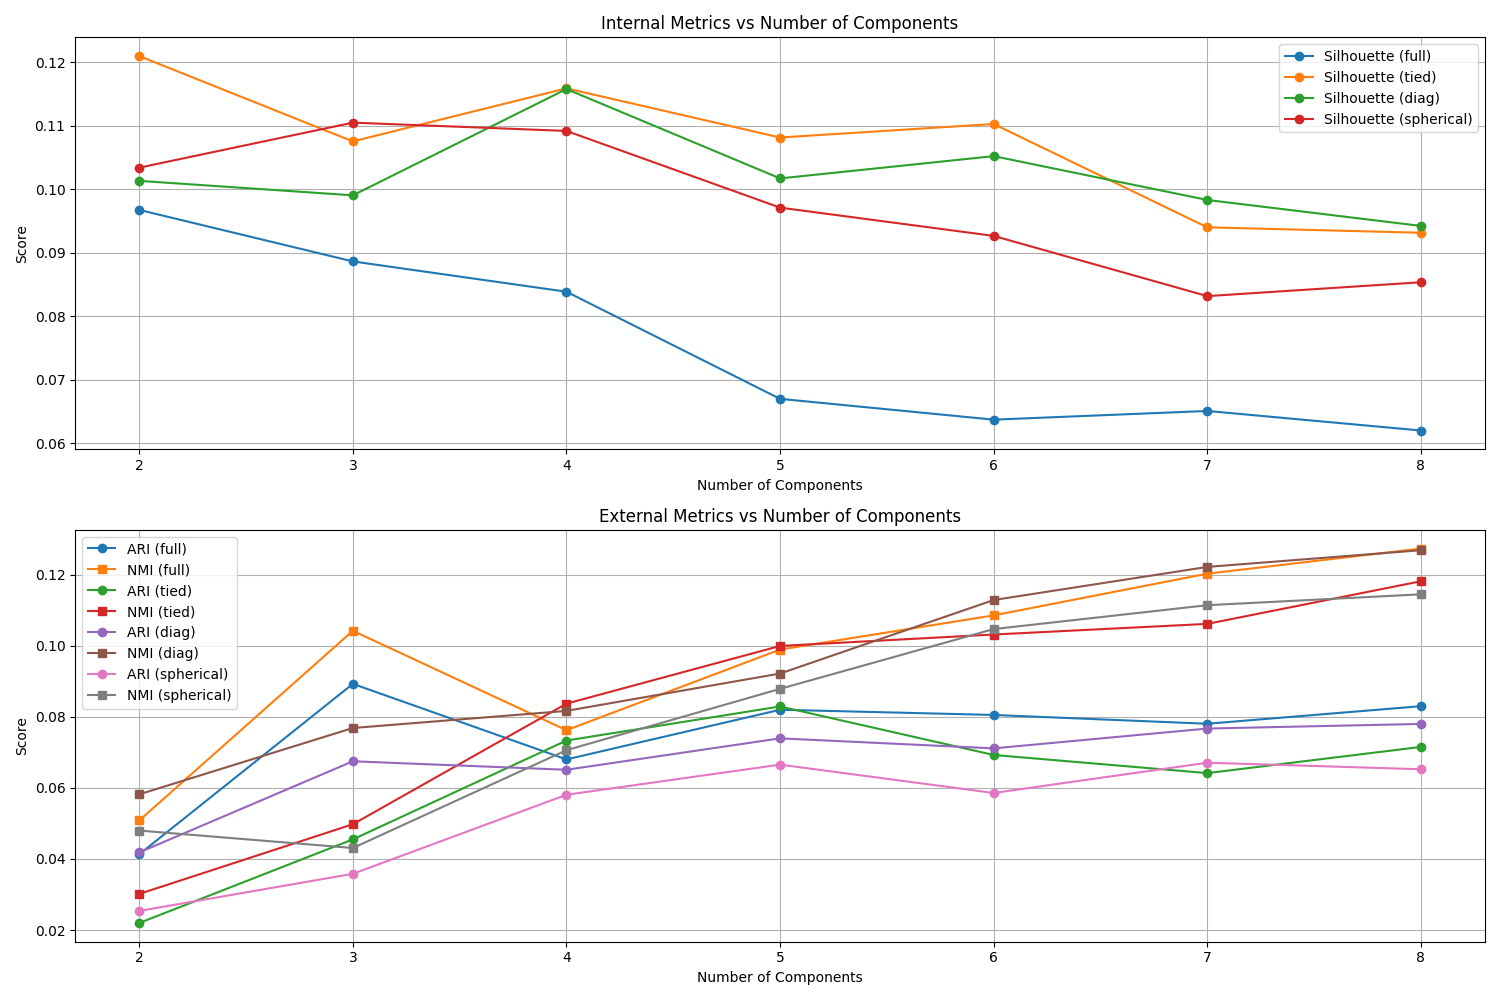 Internal Metrics vs Number of Components
Score
0.12
0.11
0.10
0.09
0.08
0.07
0.06
Silhouette (full)
Silhouette (tied)
Silhouette (diag)
Silhouette (spherical)
2 3 4 5 6 7 8
Number of Components
External Metrics vs Number of Components
Score
0.12
0.10
0.08
0.06
0.04
0.02
ARI (full)
NMI (full)
ARI (tied)
NMI (tied)
ARI (diag)
NMI (diag)
ARI (spherical)
NMI (spherical)
2 3 4 5 6 7 8
Number of Components